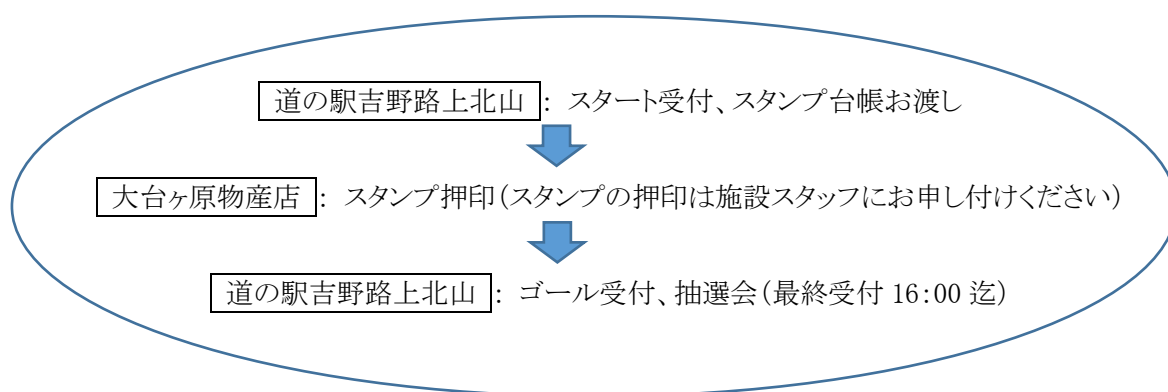 道の駅吉野路上北山 : スタート受付、スタンプ台帳お渡し
大台ヶ原物産店 : スタンプ押印(スタンプの押印は施設スタッフにお申し付けください)
道の駅吉野路上北山 : ゴール受付、抽選会(最終受付 16:00 迄)